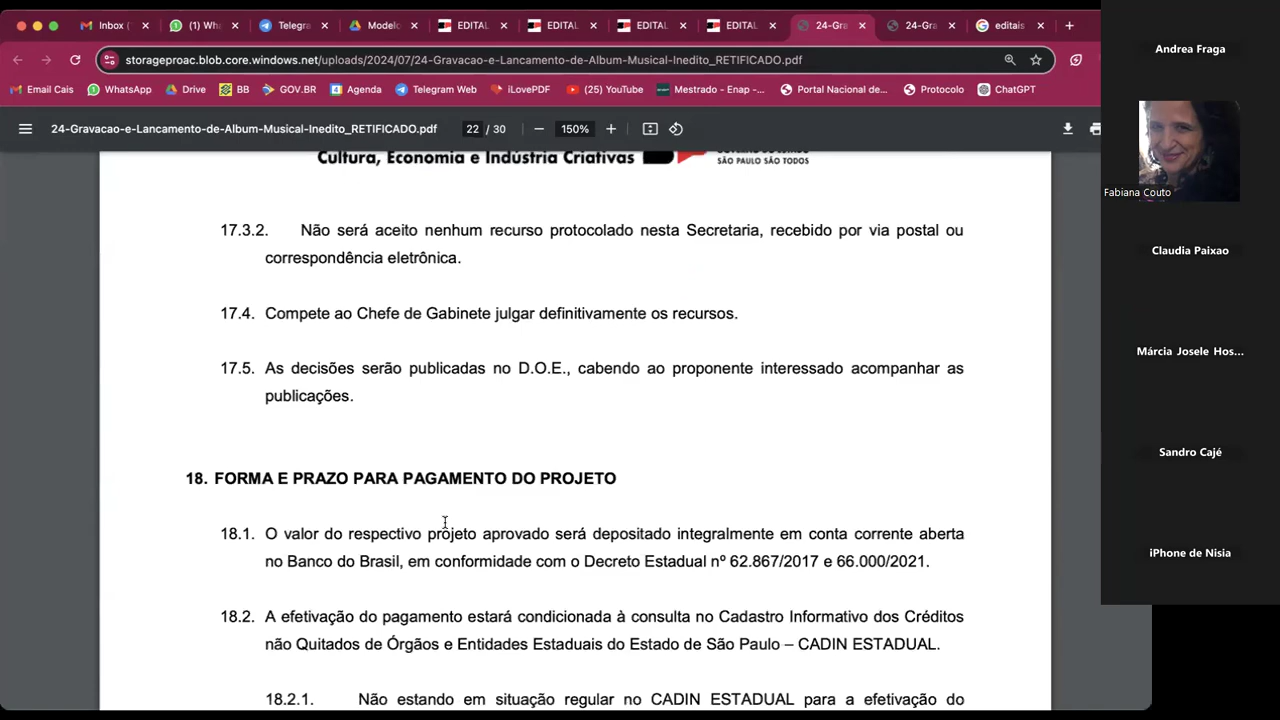 Inbox (
(1) Wha
Telegra
Modelo
EDITAL
EDITAL
EDITAL
EDITAL
24-Gra
24-Gra
editais
storageproac.blob.core.windows.net/uploads/2024/07/24-Gravacao-e-Lancamento-de-Album-Musical-Inedito_RETIFICADO.pdf
Email Cais
WhatsApp
Drive
BB
GOV.BR
Agenda
Telegram Web
iLovePDF
(25) YouTube
Mestrado - Enap -...
Portal Nacional de...
Protocolo
ChatGPT
24-Gravacao-e-Lancamento-de-Album-Musical-Inedito_RETIFICADO.pdf
22 / 30
150%
Cultura, Economia e Indústria Criativas
SÃO PAULO SÃO TODOS
17.3.2. Não será aceito nenhum recurso protocolado nesta Secretaria, recebido por via postal ou
correspondência eletrônica.
17.4. Compete ao Chefe de Gabinete julgar definitivamente os recursos.
17.5. As decisões serão publicadas no D.O.E., cabendo ao proponente interessado acompanhar as
publicações.
18. FORMA E PRAZO PARA PAGAMENTO DO PROJETO
18.1. O valor do respectivo projeto aprovado será depositado integralmente em conta corrente aberta
no Banco do Brasil, em conformidade com o Decreto Estadual nº 62.867/2017 e 66.000/2021.
18.2. A efetivação do pagamento estará condicionada à consulta no Cadastro Informativo dos Créditos
não Quitados de Órgãos e Entidades Estaduais do Estado de São Paulo – CADIN ESTADUAL.
18.2.1. Não estando em situação regular no CADIN ESTADUAL para a efetivação do
Andrea Fraga
Fabiana Couto
Claudia Paixao
Márcia Josele Hos...
Sandro Cajé
iPhone de Nisia